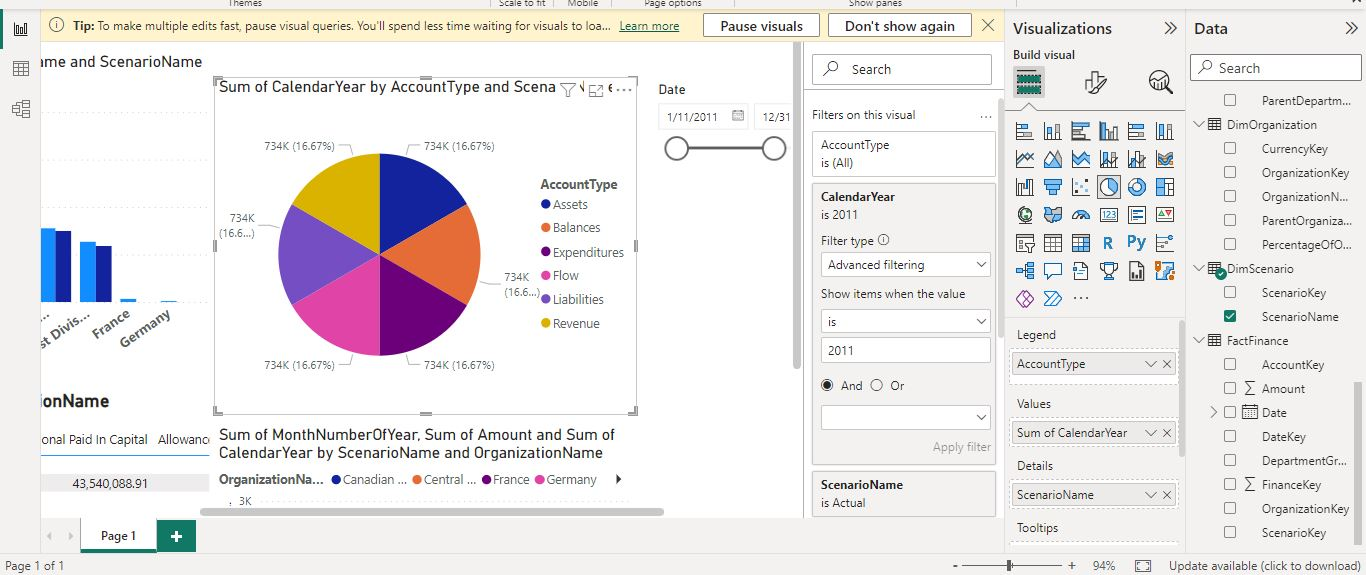 Themes
Scale to fit
Mobile
Page options
Show panes
Tip: To make multiple edits fast, pause visual queries. You'll spend less time waiting for visuals to loa... Learn more
Pause visuals
Don't show again
me and ScenarioName
st Divis...
France
Germany
ionName
onal Paid In Capital Allowanc
43,540,088.91
Sum of CalendarYear by AccountType and Scena
734K (16.67%)
734K (16.67%)
734K
(16.6...)
734K
(16.6...)
734K (16.67%)
734K (16.67%)
AccountType
Assets
Balances
Expenditures
Flow
Liabilities
Revenue
Sum of MonthNumberOfYear, Sum of Amount and Sum of
CalendarYear by ScenarioName and OrganizationName
OrganizationNa... Canadian ... Central ... France Germany
3K
Date
1/11/2011
12/31
Search
Filters on this visual
AccountType
is (All)
CalendarYear
is 2011
Filter type
Advanced filtering
Show items when the value
is
2011
And Or
Apply filter
ScenarioName
is Actual
Visualizations
Build visual
123
R
Py
Legend
AccountType
Values
Sum of CalendarYear
Details
ScenarioName
Tooltips
Data
Search
ParentDepartm...
DimOrganization
CurrencyKey
OrganizationKey
OrganizationN...
ParentOrganiza...
PercentageOfO...
DimScenario
ScenarioKey
ScenarioName
FactFinance
AccountKey
Amount
Date
DateKey
DepartmentGr...
FinanceKey
OrganizationKey
ScenarioKey
Page 1
Page 1 of 1
94%
Update available (click to download)